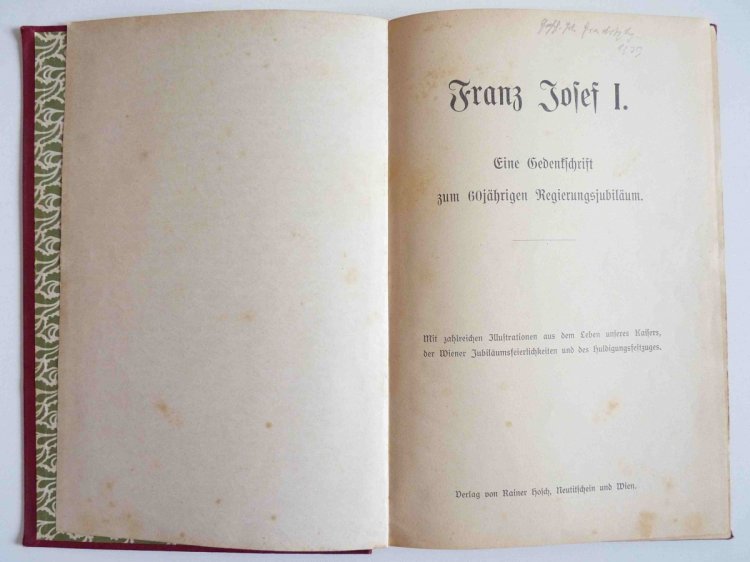 Franz Josef I.
Eine Gedenkschrift
zum 60jährigen Regierungsjubiläum.
Mit zahlreichen Illustrationen aus dem Leben unseres Kaisers,
der Wiener Jubiläumsfeierlichkeiten und des Huldigungsfestzuges.
Verlag von Rainer Hosch, Neutitschein und Wien.